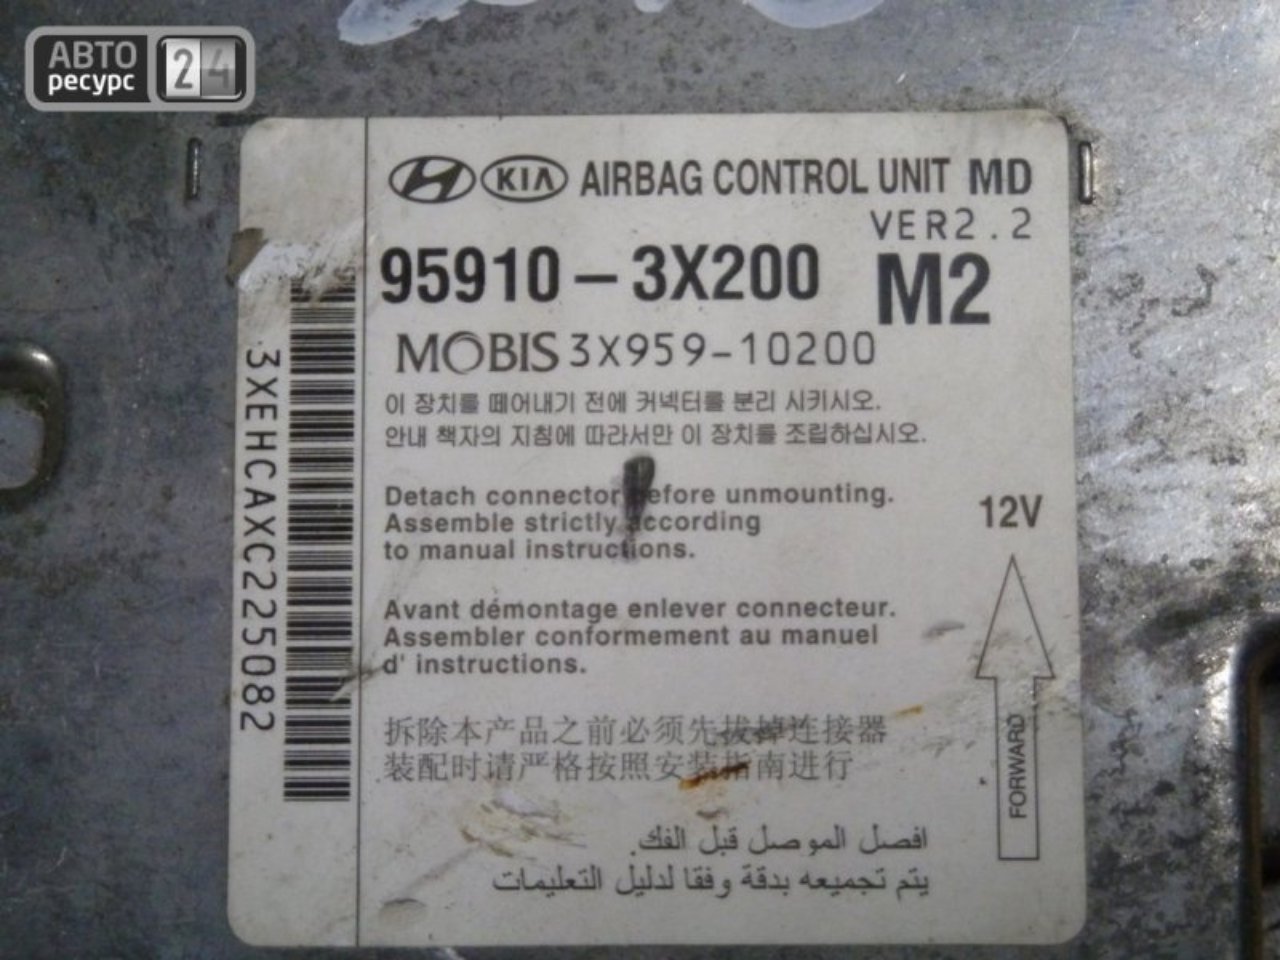 АВТО
ресурс 24
KIA AIRBAG CONTROL UNIT MD
VER2.2
95910-3X200 M2
MOBIS 3X959-10200
이 장치를 떼어내기 전에 커넥터를 분리 시키시오.
안내 책자의 지침에 따라서만 이 장치를 조립하십시오.
Detach connector before unmounting.
Assemble strictly according
to manual instructions.
12V
Avant démontage enlever connecteur.
Assembler conformement au manuel
d' instructions.
FORWARD
拆除本产品之前必须先拔掉连接器
装配时请严格按照安装指南进行
افصل الموصل قبل الفك.
يتم تجميعه بدقة وفقا لدليل التعليمات
3XEHCAXC225082